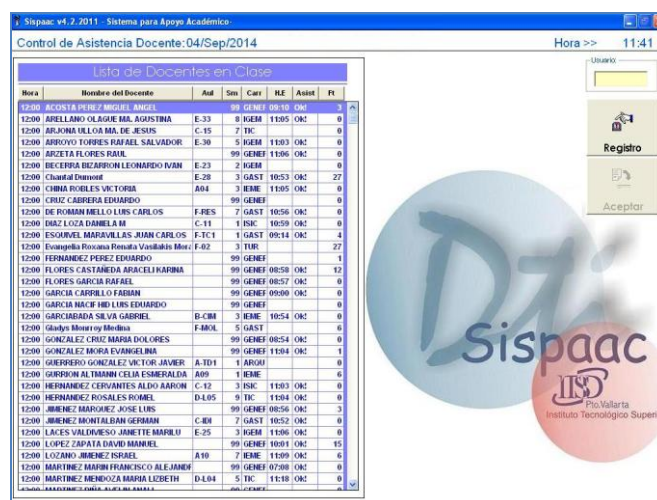 Sispaac v4.2.2011 - Sistema para Apoyo Académico-
Control de Asistencia Docente:04/Sep/2014 Hora >> 11:41
Usuario:
Registro
Aceptar
Lista de Docentes en Clase
Hora Nombre del Docente Aul Sm Carr H.E Asist Ft
12:00 ACOSTA PEREZ MIGUEL ANGEL 99 GENEF 09:10 Ok! 3
12:00 ARELLANO OLAGUE MA. AGUSTINA E-33 8 IGEM 11:05 Ok! 0
12:00 ARJONA ULLOA MA. DE JESUS C-15 7 TIC 0
12:00 ARROYO TORRES RAFAEL SALVADOR E-30 5 IGEM 11:03 Ok! 0
12:00 ARZETA FLORES RAUL 99 GENEF 11:06 Ok! 0
12:00 BECERRA BIZARRON LEONARDO IVAN E-23 2 IGEM 0
12:00 Chantal Dumont E-28 3 GAST 10:53 Ok! 27
12:00 CHINA ROBLES VICTORIA A04 3 IEME 11:05 Ok! 0
12:00 CRUZ CABRERA EDUARDO 99 GENEF 0
12:00 DE ROMAN MELLO LUIS CARLOS F-RES 7 GAST 10:56 Ok! 0
12:00 DIAZ LOZA DANIELA M C-11 1 ISIC 10:59 Ok! 0
12:00 ESQUIVEL MARAVILLAS JUAN CARLOS F-TC1 1 GAST 09:14 Ok! 4
12:00 Evangelia Roxana Renata Vasilakis Mera F-02 3 TUR 27
12:00 FERNANDEZ PEREZ EDUARDO 99 GENEF 1
12:00 FLORES CASTAÑEDA ARACELI KARINA 99 GENEF 08:58 Ok! 12
12:00 FLORES GARCIA RAFAEL 99 GENEF 08:57 Ok! 0
12:00 GARCIA CARRILLO FABIAN 99 GENEF 09:00 Ok! 0
12:00 GARCIA NACIF HID LUIS EDUARDO 99 GENEF 0
12:00 GARCIABADA SILVA GABRIEL B-CIM 3 IEME 10:54 Ok! 0
12:00 Gladys Monrroy Medina F-MOL 5 GAST 6
12:00 GONZALEZ CRUZ MARIA DOLORES 99 GENEF 08:54 Ok! 0
12:00 GONZALEZ MORA EVANGELINA 99 GENEF 11:04 Ok! 1
12:00 GUERRERO GONZALEZ VICTOR JAVIER A-TD1 1 ARQU 0
12:00 GURRION ALTMANN CELIA ESMERALDA A09 1 IEME 6
12:00 HERNANDEZ CERVANTES ALDO AARON C-12 3 ISIC 11:03 Ok! 0
12:00 HERNANDEZ ROSALES ROMEL D-L05 9 TIC 11:04 Ok! 0
12:00 JIMENEZ MARQUEZ JOSE LUIS 99 GENEF 08:56 Ok! 3
12:00 JIMENEZ MONTALBAN GERMAN C-IDI 7 GAST 10:52 Ok! 0
12:00 LACES VALDIVIESO JANETTE MARILU E-25 3 IGEM 11:06 Ok! 0
12:00 LOPEZ ZAPATA DAVID MANUEL 99 GENEF 10:01 Ok! 15
12:00 LOZANO JIMENEZ ISRAEL A10 7 IEME 11:09 Ok! 6
12:00 MARTINEZ MARIN FRANCISCO ALEJANDF 99 GENEF 07:08 Ok! 0
12:00 MARTINEZ MENDOZA MARIA LIZBETH D-L04 5 TIC 11:18 Ok! 0
Dti
Sispaac
Pto.Vallarta
Instituto Tecnológico Superi